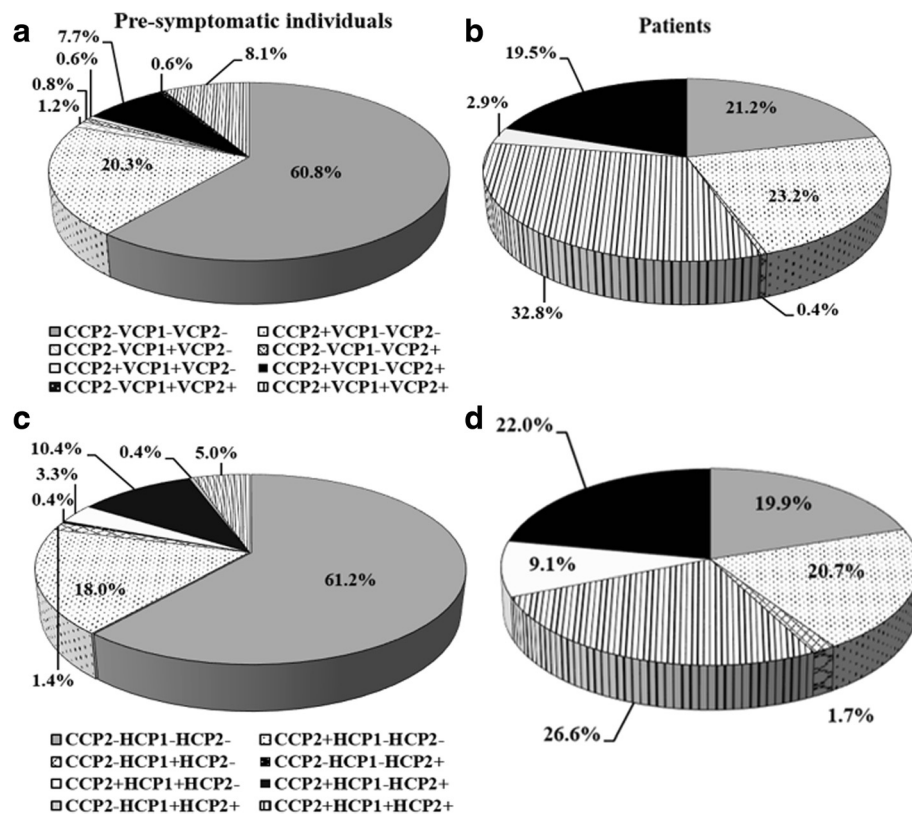 a
Pre-symptomatic individuals
b
Patients
7.7%
0.6%
8.1%
0.6%
0.8%
1.2%
20.3%
60.8%
19.5%
2.9%
21.2%
23.2%
32.8%
0.4%
CCP2-VCP1-VCP2-
CCP2+VCP1-VCP2-
CCP2-VCP1+VCP2-
CCP2-VCP1-VCP2+
CCP2+VCP1+VCP2-
CCP2+VCP1-VCP2+
CCP2-VCP1+VCP2+
CCP2+VCP1+VCP2+
c
10.4%
0.4%
5.0%
3.3%
0.4%
18.0%
61.2%
1.4%
d
22.0%
19.9%
9.1%
20.7%
26.6%
1.7%
CCP2-HCP1-HCP2-
CCP2+HCP1-HCP2-
CCP2-HCP1+HCP2-
CCP2-HCP1-HCP2+
CCP2+HCP1+HCP2-
CCP2+HCP1-HCP2+
CCP2-HCP1+HCP2+
CCP2+HCP1+HCP2+